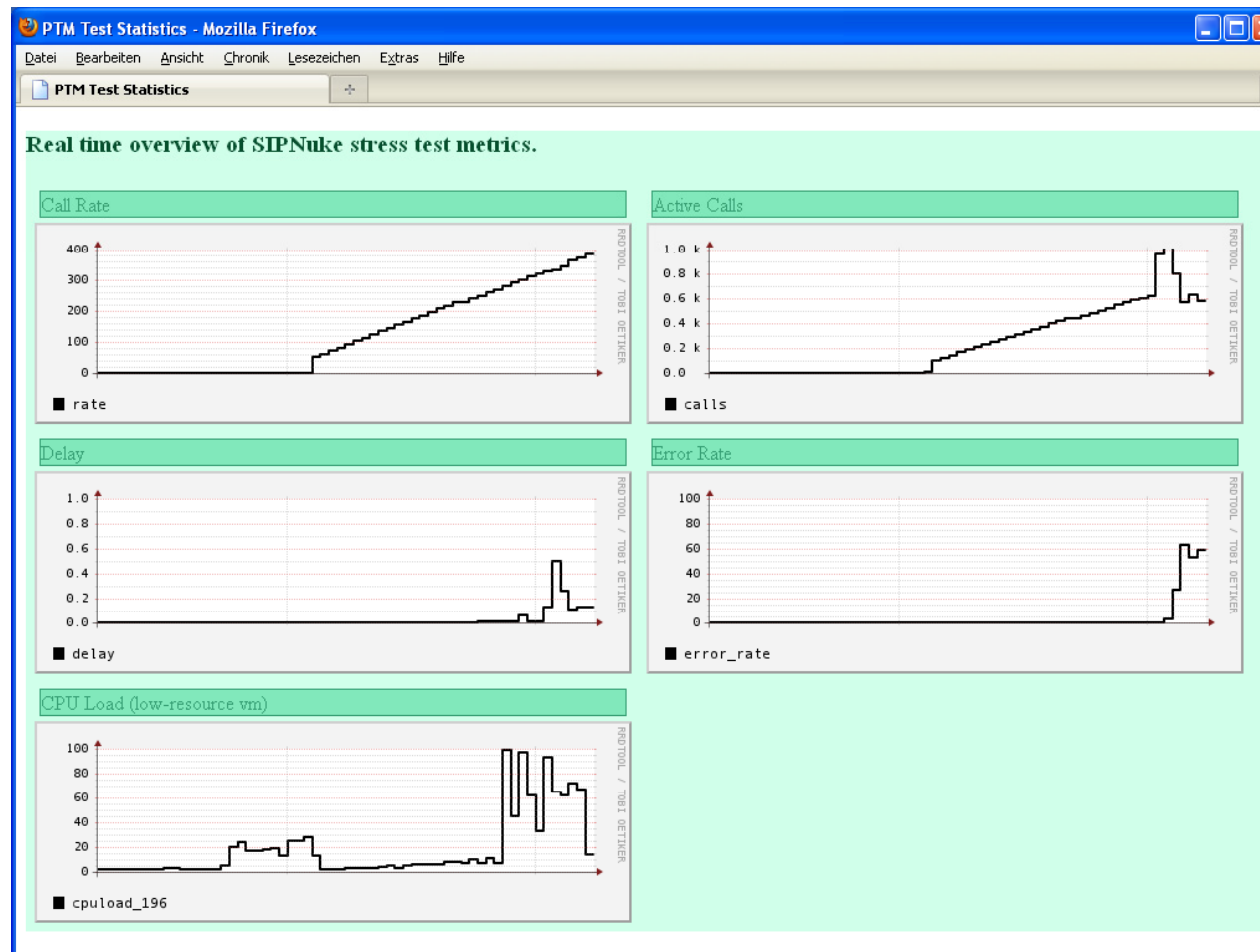 PTM Test Statistics - Mozilla Firefox
Datei Bearbeiten Ansicht Chronik Lesezeichen Extras Hilfe
PTM Test Statistics
Real time overview of SIPNuke stress test metrics.
Call Rate
400
300
200
100
0
rate
RRDTOOL / TOBI OETIKER
Active Calls
1.0 k
0.8 k
0.6 k
0.4 k
0.2 k
0.0
calls
RRDTOOL / TOBI OETIKER
Delay
1.0
0.8
0.6
0.4
0.2
0.0
delay
RRDTOOL / TOBI OETIKER
Error Rate
100
80
60
40
20
0
error_rate
RRDTOOL / TOBI OETIKER
CPU Load (low-resource vm)
100
80
60
40
20
0
cpuload_196
RRDTOOL / TOBI OETIKER